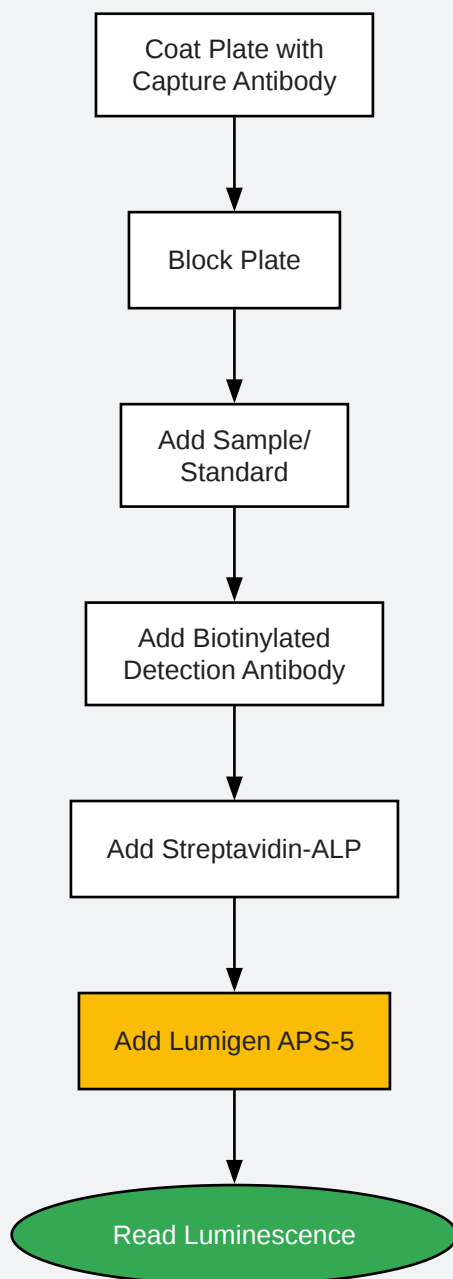 Coat Plate with
Capture Antibody
Block Plate
Add Sample/
Standard
Add Biotinylated
Detection Antibody
Add Streptavidin-ALP
Add Lumigen APS-5
Read Luminescence